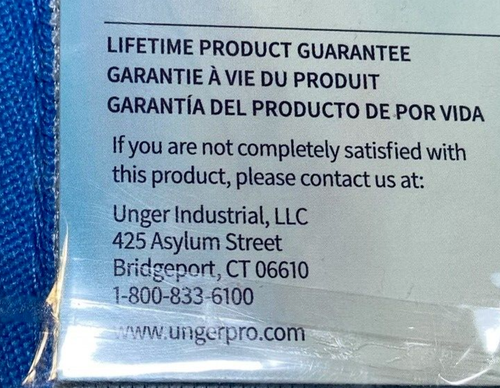 LIFETIME PRODUCT GUARANTEE
GARANTIE À VIE DU PRODUIT
GARANTÍA DEL PRODUCTO DE POR VIDA
If you are not completely satisfied with
this product, please contact us at:
Unger Industrial, LLC
425 Asylum Street
Bridgeport, CT 06610
1-800-833-6100
www.ungerpro.com